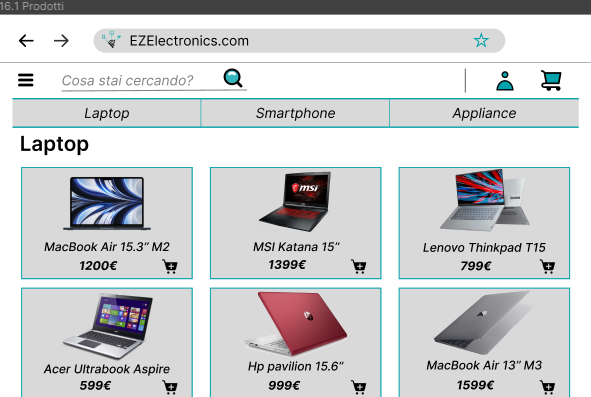 16.1 Prodotti
EZElectronics.com
Cosa stai cercando?
Laptop Smartphone Appliance
Laptop
msi
MacBook Air 15.3” M2 MSI Katana 15” Lenovo Thinkpad T15
1200€ 1399€ 799€
hp
Acer Ultrabook Aspire Hp pavilion 15.6” MacBook Air 13” M3
599€ 999€ 1599€